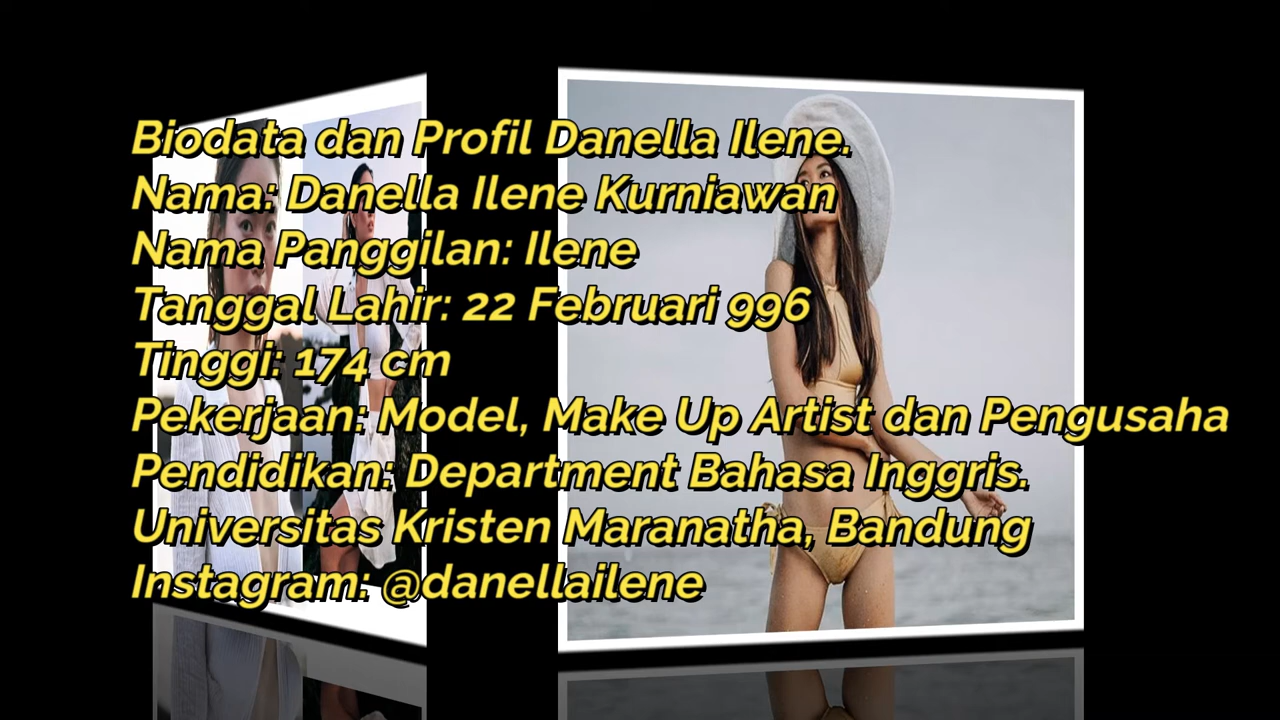 Biodata dan Profil Danella Ilene.
Nama: Danella Ilene Kurniawan
Nama Panggilan: Ilene
Tanggal Lahir: 22 Februari 996
Tinggi: 174 cm
Pekerjaan: Model, Make Up Artist dan Pengusaha
Pendidikan: Department Bahasa Inggris.
Universitas Kristen Maranatha, Bandung
Instagram: @danellailene